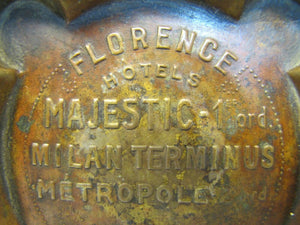 FLORENCE
HOTELS
MAJESTIC - 1 ord.
MILAN TERMINUS
METROPOLE